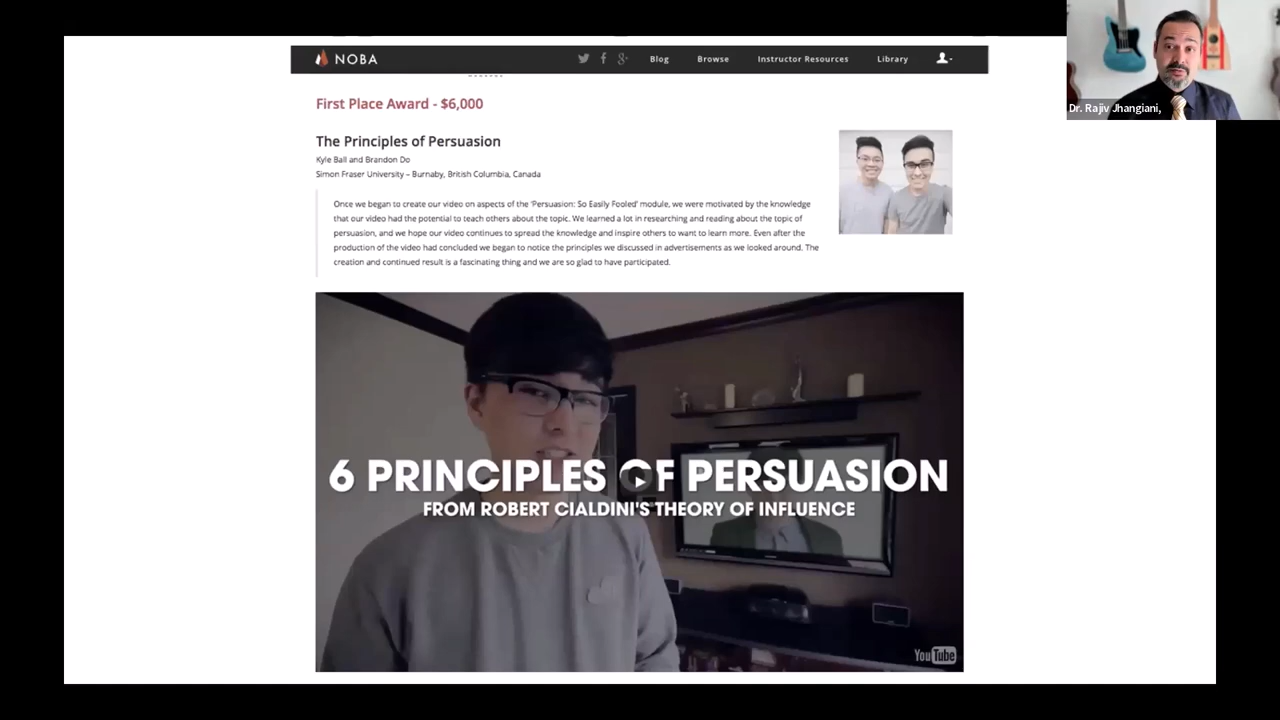 NOBA
Blog
Browse
Instructor Resources
Library
Dr. Rajiv Jhangiani,
First Place Award - $6,000
The Principles of Persuasion
Kyle Ball and Brandon Do
Simon Fraser University – Burnaby, British Columbia, Canada
Once we began to create our video on aspects of the 'Persuasion: So Easily Fooled' module, we were motivated by the knowledge
that our video had the potential to teach others about the topic. We learned a lot in researching and reading about the topic of
persuasion, and we hope our video continues to spread the knowledge and inspire others to want to learn more. Even after the
production of the video had concluded we began to notice the principles we discussed in advertisements as we looked around. The
creation and continued result is a fascinating thing and we are so glad to have participated.
6 PRINCIPLES OF PERSUASION
FROM ROBERT CIALDINI'S THEORY OF INFLUENCE
YouTube